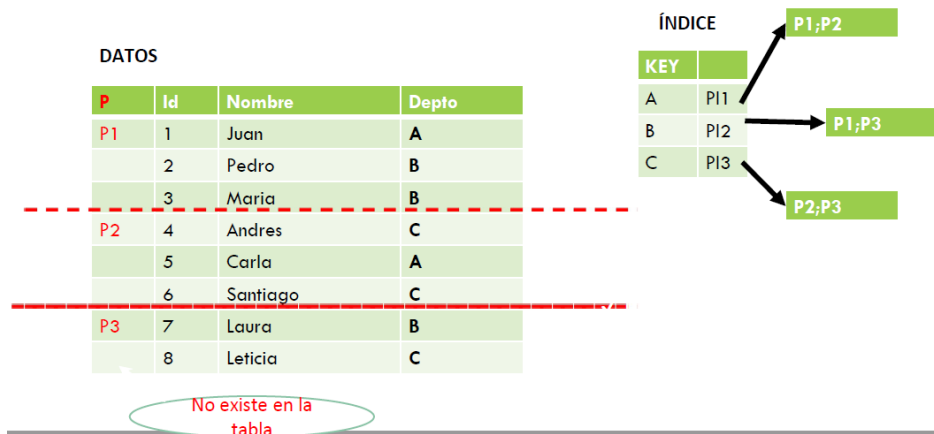 DATOS
P Id Nombre Depto
P1 1 Juan A
2 Pedro B
3 Maria B
P2 4 Andres C
5 Carla A
6 Santiago C
P3 7 Laura B
8 Leticia C
No existe en la
tabla
ÍNDICE
KEY
A PI1
B PI2
C PI3
P1;P2
P1;P3
P2;P3